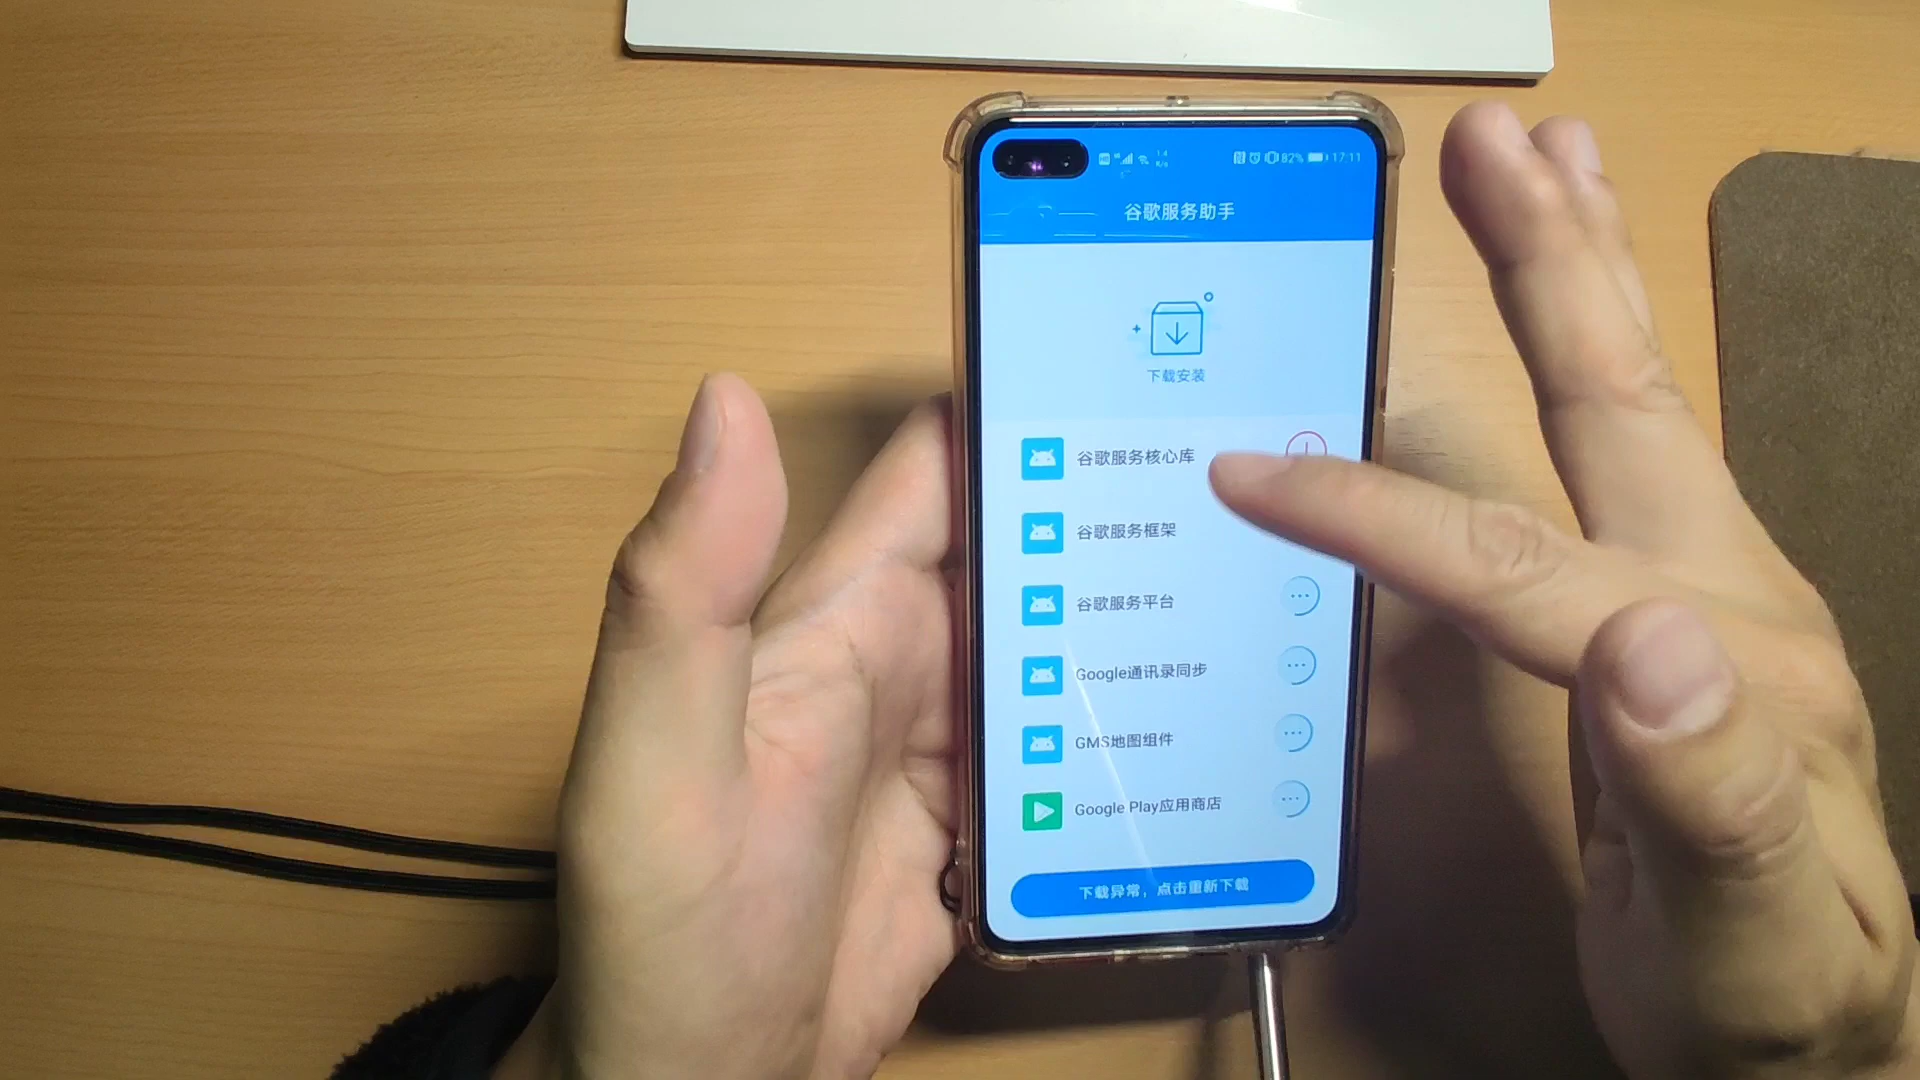 82% 17:11
谷歌服务助手
下载安装
谷歌服务核心库
谷歌服务框架
谷歌服务平台
Google通讯录同步
GMS地图组件
Google Play应用商店
下载异常，点击重新下载